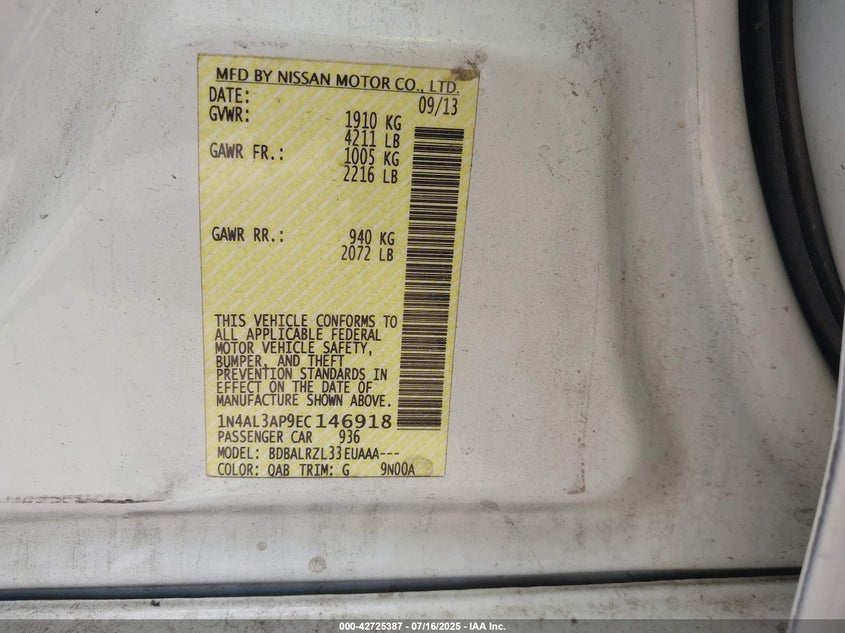 MFD BY NISSAN MOTOR CO., LTD.
DATE: 09/13
GVWR: 1910 KG
4211 LB
GAWR FR.: 1005 KG
2216 LB
GAWR RR.: 940 KG
2072 LB
THIS VEHICLE CONFORMS TO
ALL APPLICABLE FEDERAL
MOTOR VEHICLE SAFETY,
BUMPER, AND THEFT
PREVENTION STANDARDS IN
EFFECT ON THE DATE OF
MANUFACTURE SHOWN ABOVE.
1N4AL3AP9EC146918
PASSENGER CAR 936
MODEL: BDBALRZL33EUAAA---
COLOR: QAB TRIM: G 9N00A
000-42725387 - 07/16/2025 - IAA Inc.